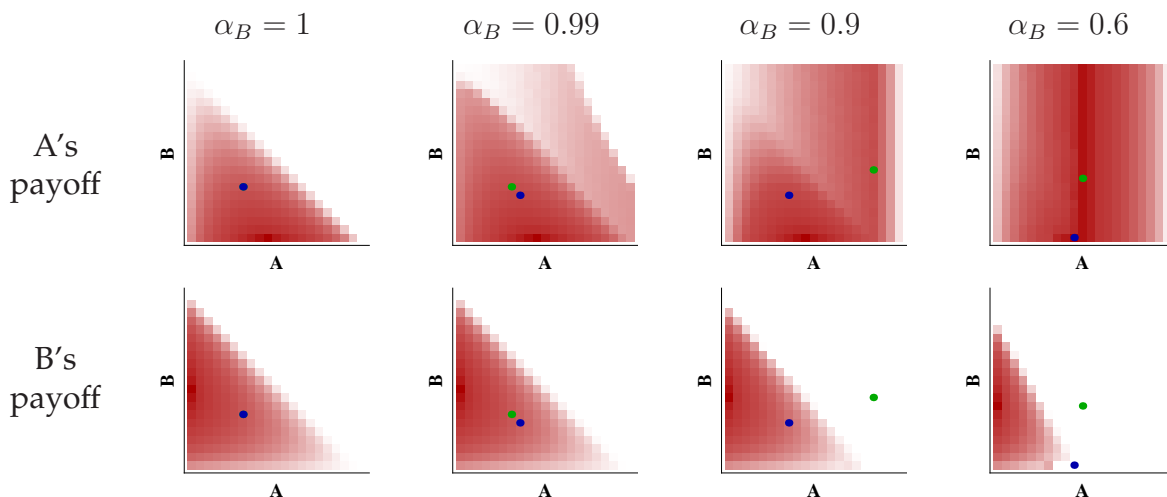 α_B = 1
α_B = 0.99
α_B = 0.9
α_B = 0.6
A's
payoff
B
B
B
B
A
A
A
A
B's
payoff
B
B
B
B
A
A
A
A